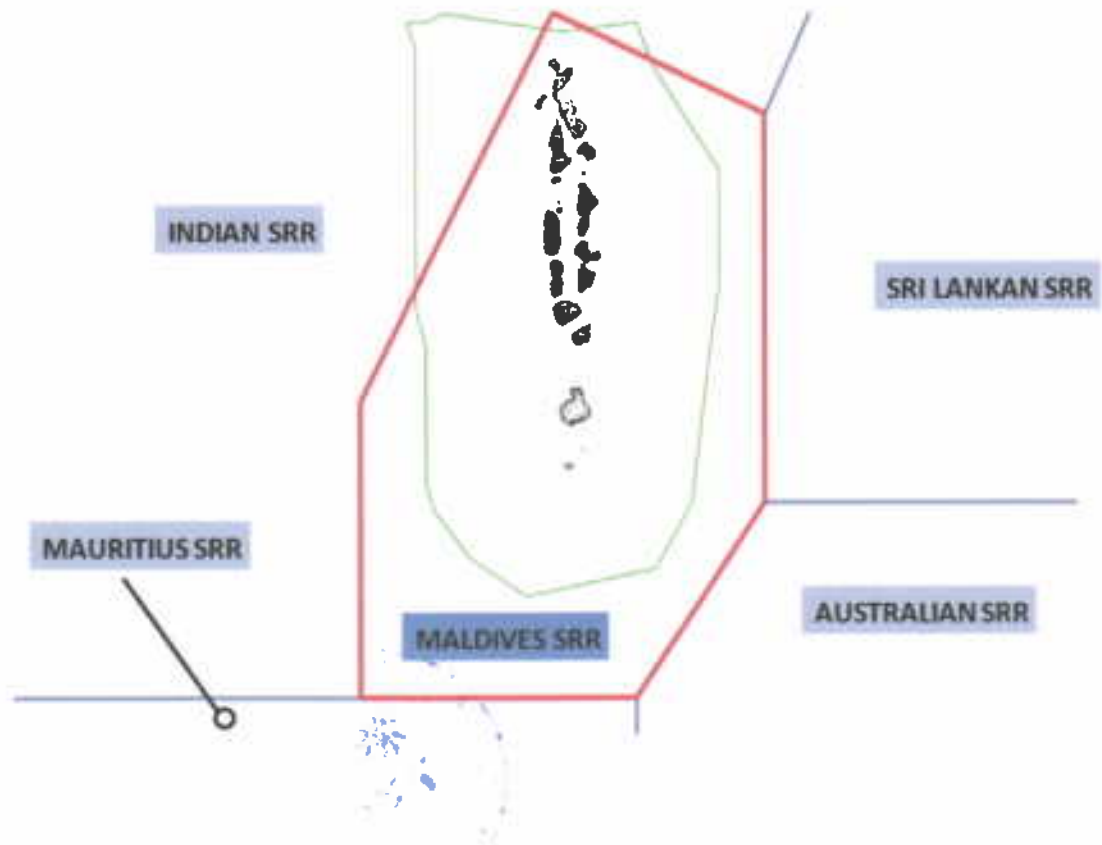 INDIAN SRR
SRI LANKAN SRR
MAURITIUS SRR
AUSTRALIAN SRR
MALDIVES SRR